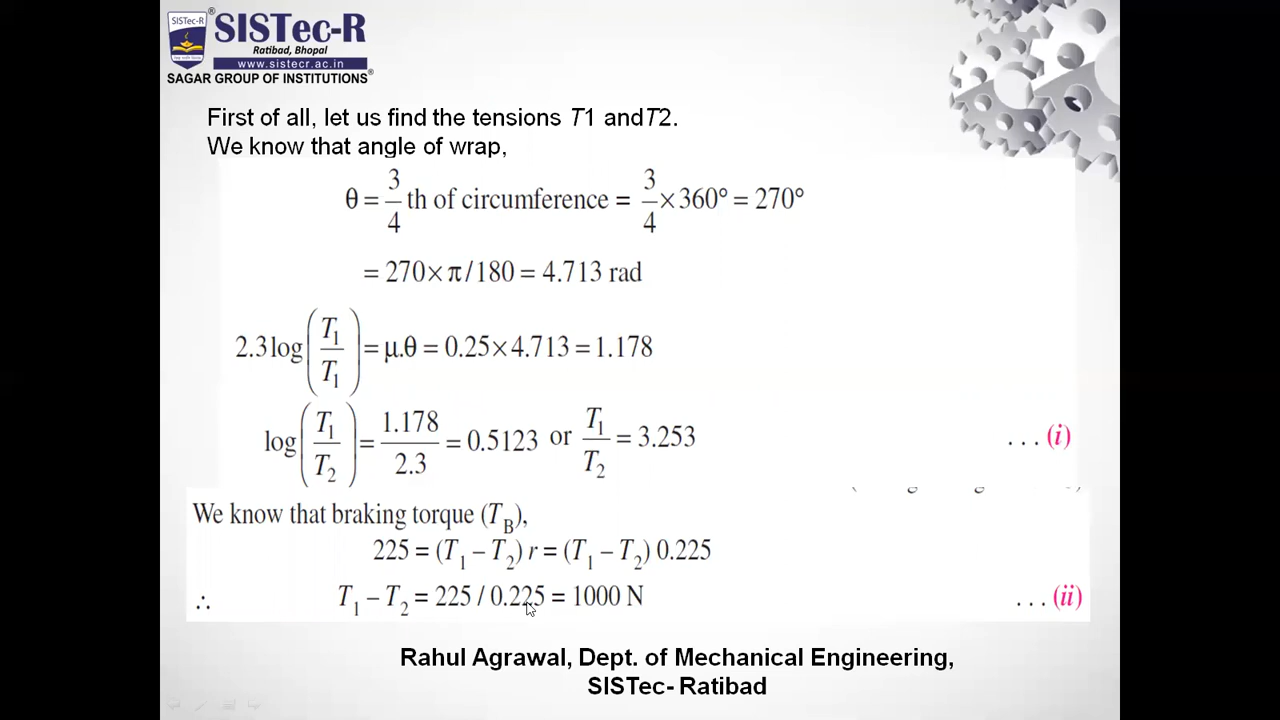 SISTec-R
®
SISTec-R
Ratibad, Bhopal
www.sistecr.ac.in
SAGAR GROUP OF INSTITUTIONS®
First of all, let us find the tensions T1 andT2.
We know that angle of wrap,
θ = 3/4 th of circumference = 3/4 × 360° = 270°
= 270 × π / 180 = 4.713 rad
2.3 log (T₁/T₁) = μ.θ = 0.25 × 4.713 = 1.178
log (T₁/T₂) = 1.178/2.3 = 0.5123 or T₁/T₂ = 3.253 . . . (i)
We know that braking torque (T_B),
225 = (T₁ – T₂) r = (T₁ – T₂) 0.225
∴ T₁ – T₂ = 225 / 0.225 = 1000 N . . . (ii)
Rahul Agrawal, Dept. of Mechanical Engineering,
SISTec- Ratibad